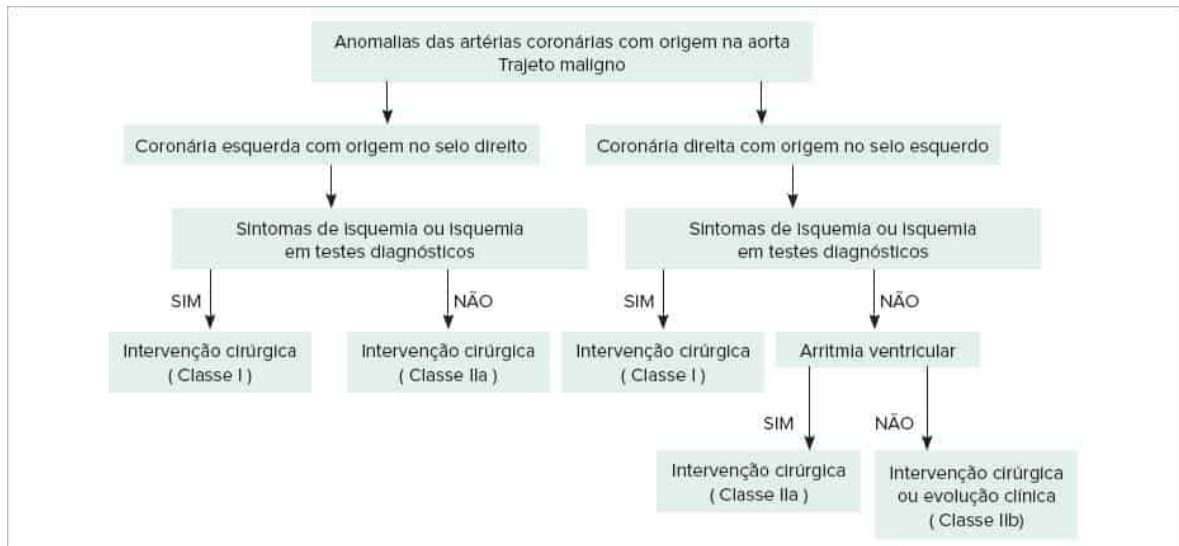 Anomalias das artérias coronárias com origem na aorta
Trajeto maligno
Coronária esquerda com origem no seio direito
Coronária direita com origem no seio esquerdo
Sintomas de isquemia ou isquemia
em testes diagnósticos
Sintomas de isquemia ou isquemia
em testes diagnósticos
SIM
NÃO
SIM
NÃO
Intervenção cirúrgica
( Classe I )
Intervenção cirúrgica
( Classe IIa )
Intervenção cirúrgica
( Classe I )
Arritmia ventricular
SIM
NÃO
Intervenção cirúrgica
( Classe IIa )
Intervenção cirúrgica
ou evolução clínica
( Classe IIb)